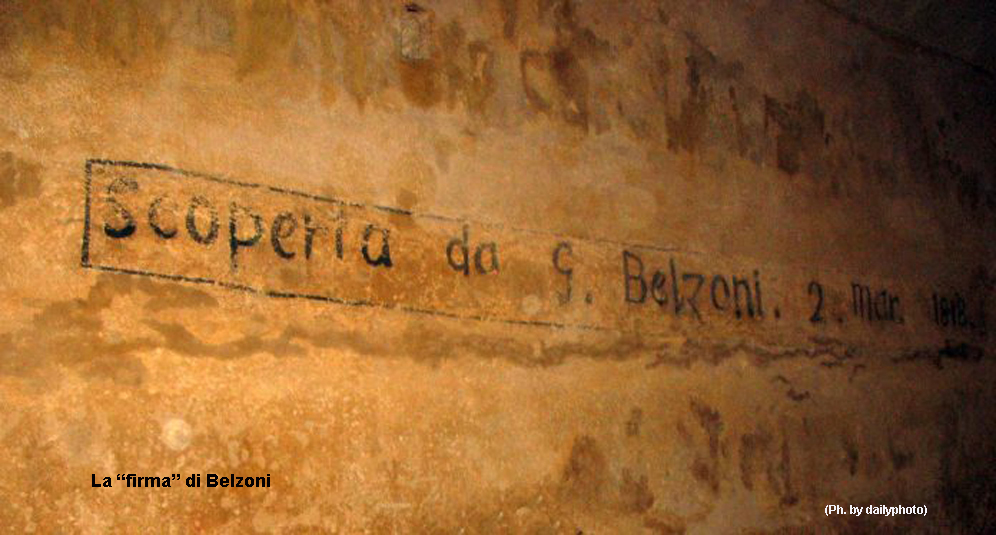 Scoperta da G. Belzoni. 2. mar. 1818.
La “firma” di Belzoni
(Ph. by dailyphoto)